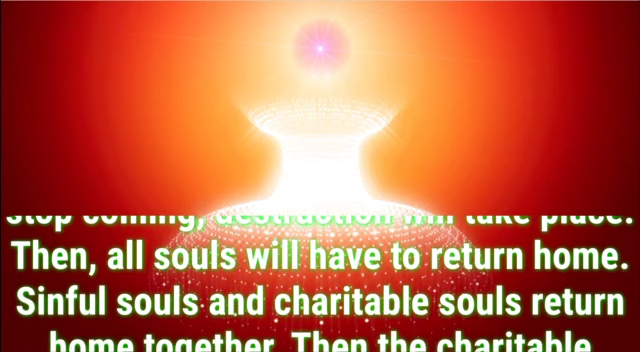 stop coming, destruction will take place.
Then, all souls will have to return home.
Sinful souls and charitable souls return
home together. Then the charitable